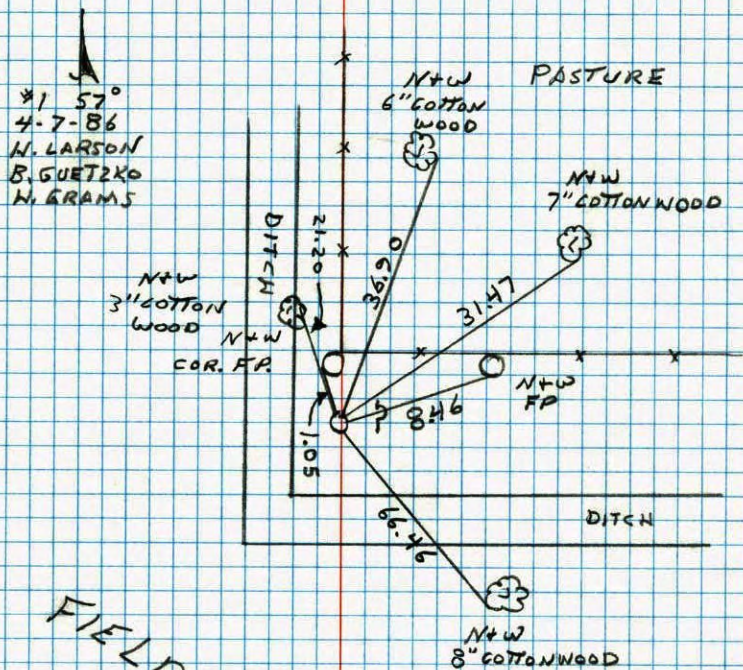 #1 57°
4-7-86
W. LARSON
B. GUETZKO
W. GRAMS
PASTURE
N+W
6" COTTON
WOOD
N+W
7" COTTONWOOD
DITCH
21.20
36.90
31.47
N+W
3" COTTON
WOOD
N+W
COR. F.P.
N+W
FP
8.46
1.05
66.46
DITCH
FIELD
N+W
8" COTTONWOOD